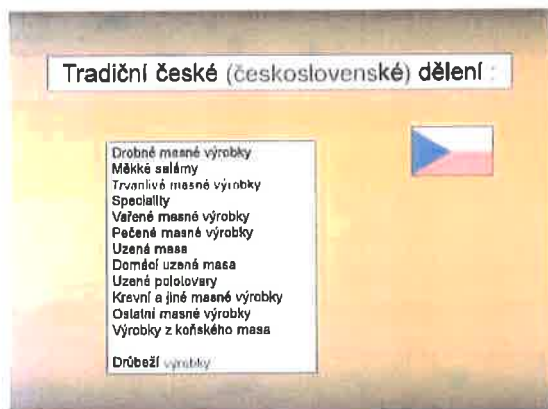 Tradiční české (československé) dělení :
Drobné masné výrobky
Měkké salámy
Trvanlivé masné výrobky
Speciality
Vařené masné výrobky
Pečené masné výrobky
Uzená masa
Domácí uzená masa
Uzené polotovary
Krevní a jiné masné výrobky
Ostatní masné výrobky
Výrobky z koňského masa
Drůbeží výrobky